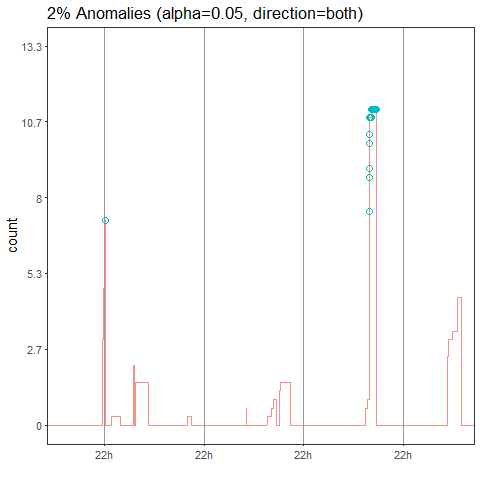 2% Anomalies (alpha=0.05, direction=both)
13.3
10.7
8
5.3
2.7
0
count
22h 22h 22h 22h